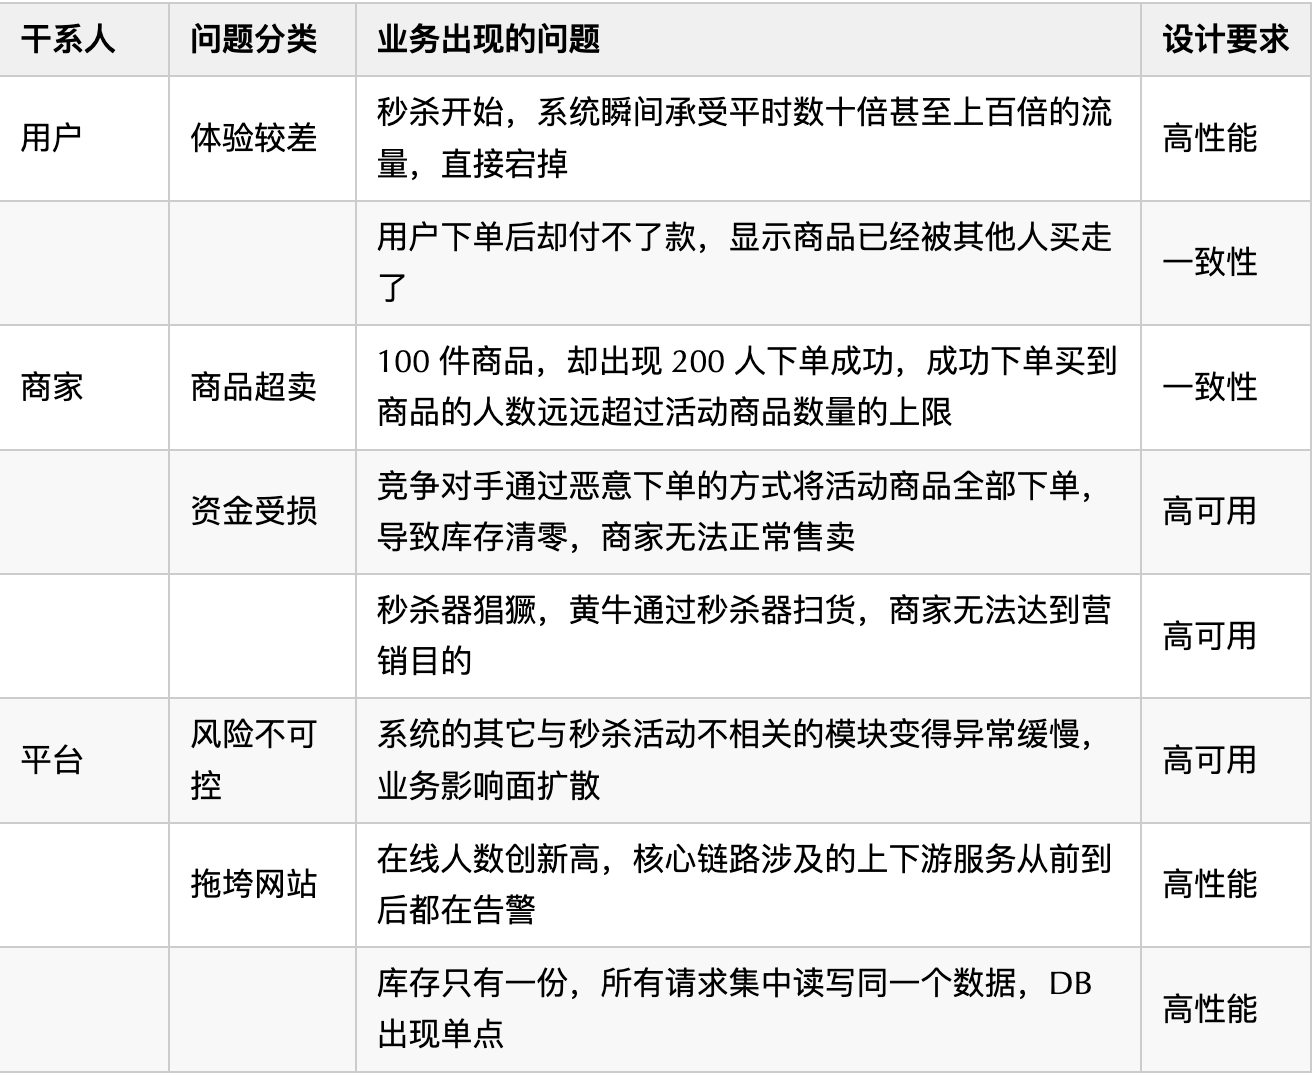 干系人 问题分类 业务出现的问题 设计要求
用户 体验较差 秒杀开始，系统瞬间承受平时数十倍甚至上百倍的流
量，直接宕掉 高性能
用户下单后却付不了款，显示商品已经被其他人买走
了 一致性
商家 商品超卖 100 件商品，却出现 200 人下单成功，成功下单买到
商品的人数远远超过活动商品数量的上限 一致性
资金受损 竞争对手通过恶意下单的方式将活动商品全部下单，
导致库存清零，商家无法正常售卖 高可用
秒杀器猖獗，黄牛通过秒杀器扫货，商家无法达到营
销目的 高可用
平台 风险不可
控 系统的其它与秒杀活动不相关的模块变得异常缓慢，
业务影响面扩散 高可用
拖垮网站 在线人数创新高，核心链路涉及的上下游服务从前到
后都在告警 高性能
库存只有一份，所有请求集中读写同一个数据，DB
出现单点 高性能